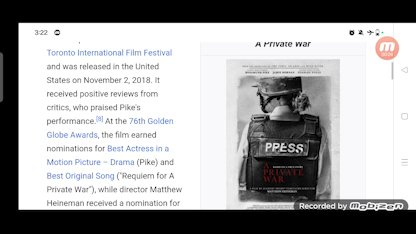 3:22
Toronto International Film Festival
and was released in the United
States on November 2, 2018. It
received positive reviews from
critics, who praised Pike's
performance.[8] At the 76th Golden
Globe Awards, the film earned
nominations for Best Actress in a
Motion Picture – Drama (Pike) and
Best Original Song ("Requiem for A
Private War"), while director Matthew
Heineman received a nomination for
A Private War
PRESS
A PRIVATE
WAR
Recorded by Mobizen